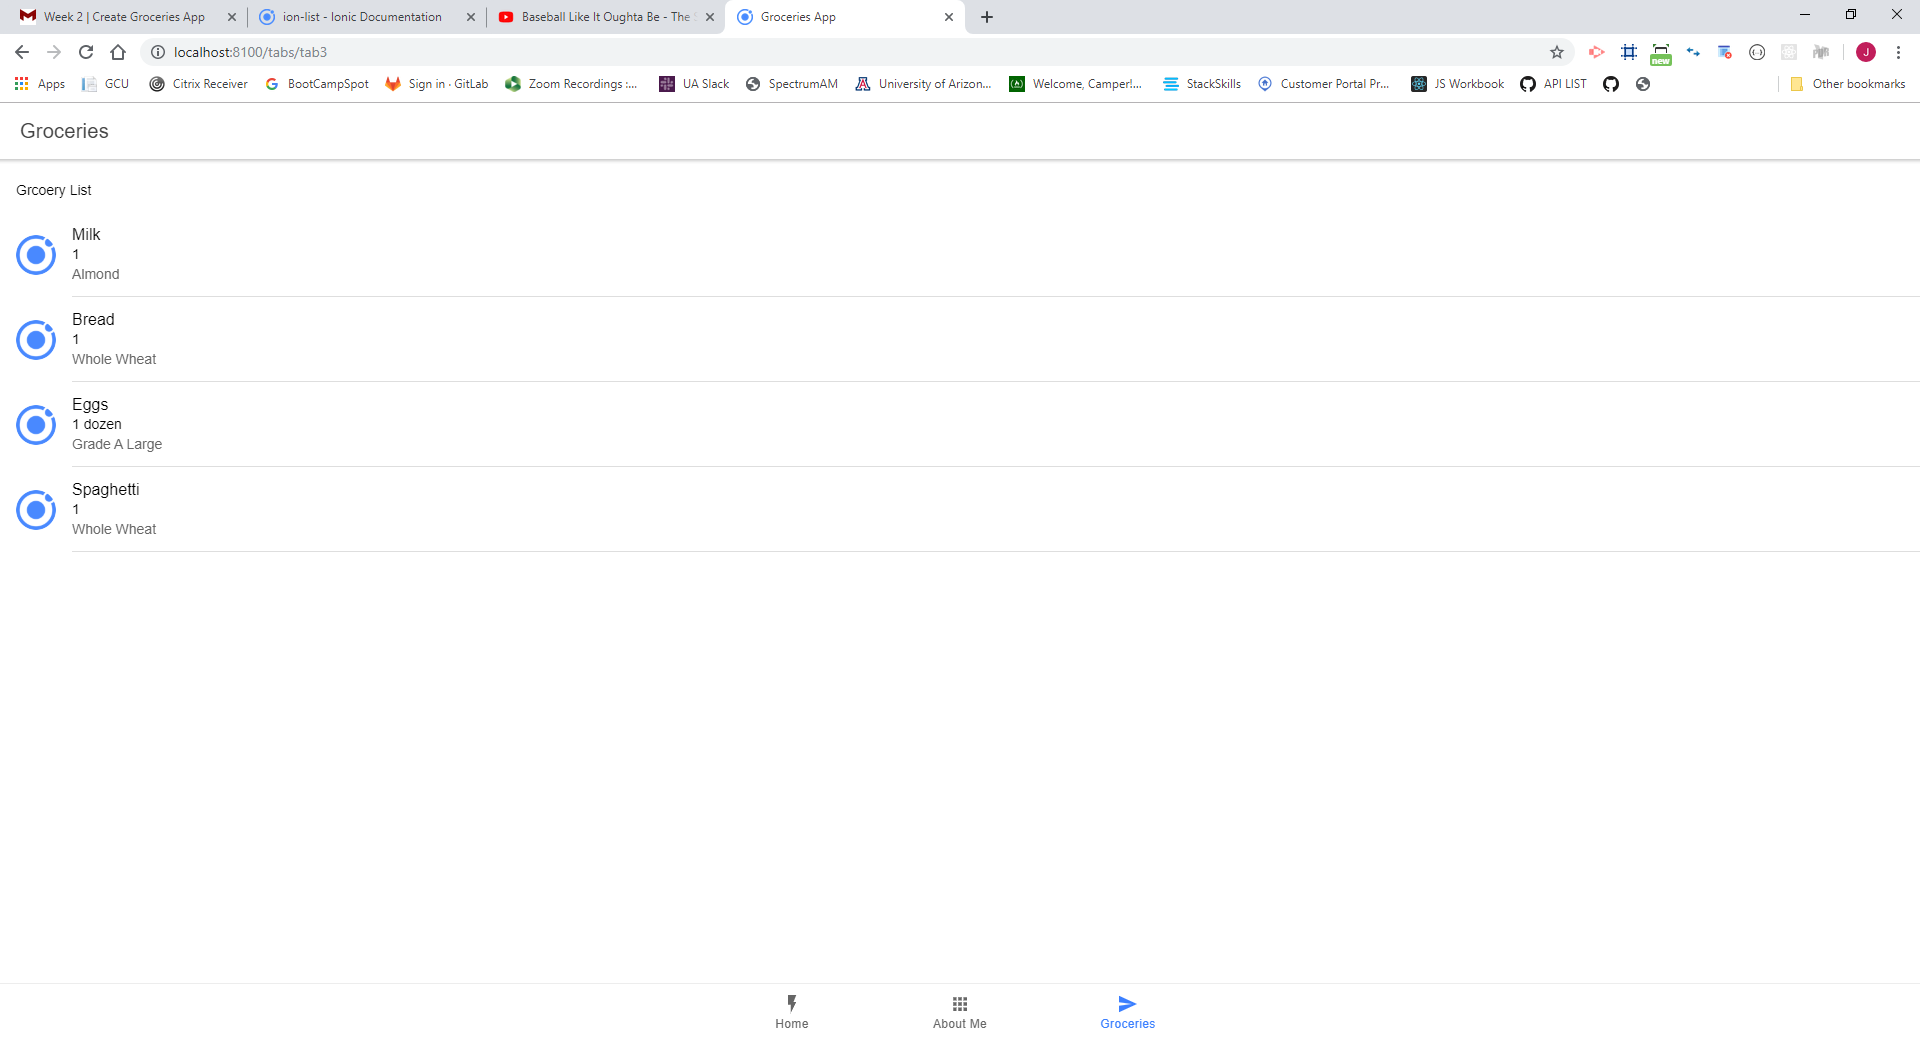 Week 2 | Create Groceries App
ion-list - Ionic Documentation
Baseball Like It Oughta Be - The
Groceries App
localhost:8100/tabs/tab3
new
J
Apps
GCU
Citrix Receiver
BootCampSpot
Sign in · GitLab
Zoom Recordings :...
UA Slack
SpectrumAM
University of Arizon...
Welcome, Camper!...
StackSkills
Customer Portal Pr...
JS Workbook
API LIST
Other bookmarks
Groceries
Grcoery List
Milk
1
Almond
Bread
1
Whole Wheat
Eggs
1 dozen
Grade A Large
Spaghetti
1
Whole Wheat
Home
About Me
Groceries